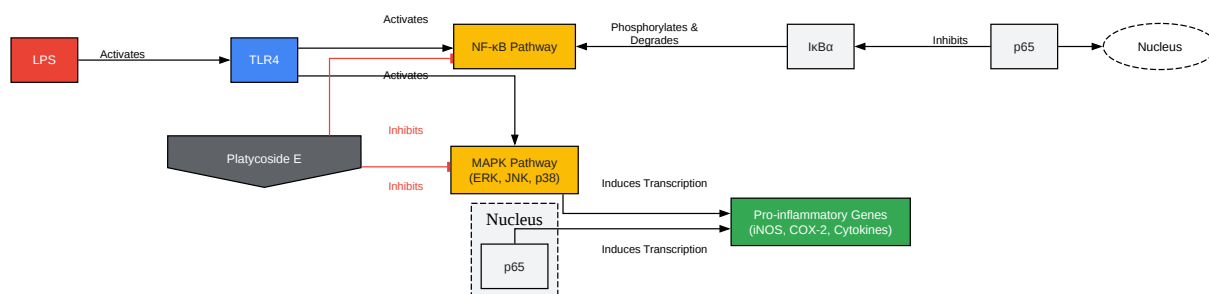 Activates
Phosphorylates &
Degrades
LPS
Activates
TLR4
NF-κB Pathway
IκBα
Inhibits
p65
Nucleus
Activates
Inhibits
Platycoside E
Inhibits
MAPK Pathway
(ERK, JNK, p38)
Induces Transcription
Nucleus
p65
Pro-inflammatory Genes
(iNOS, COX-2, Cytokines)
Induces Transcription